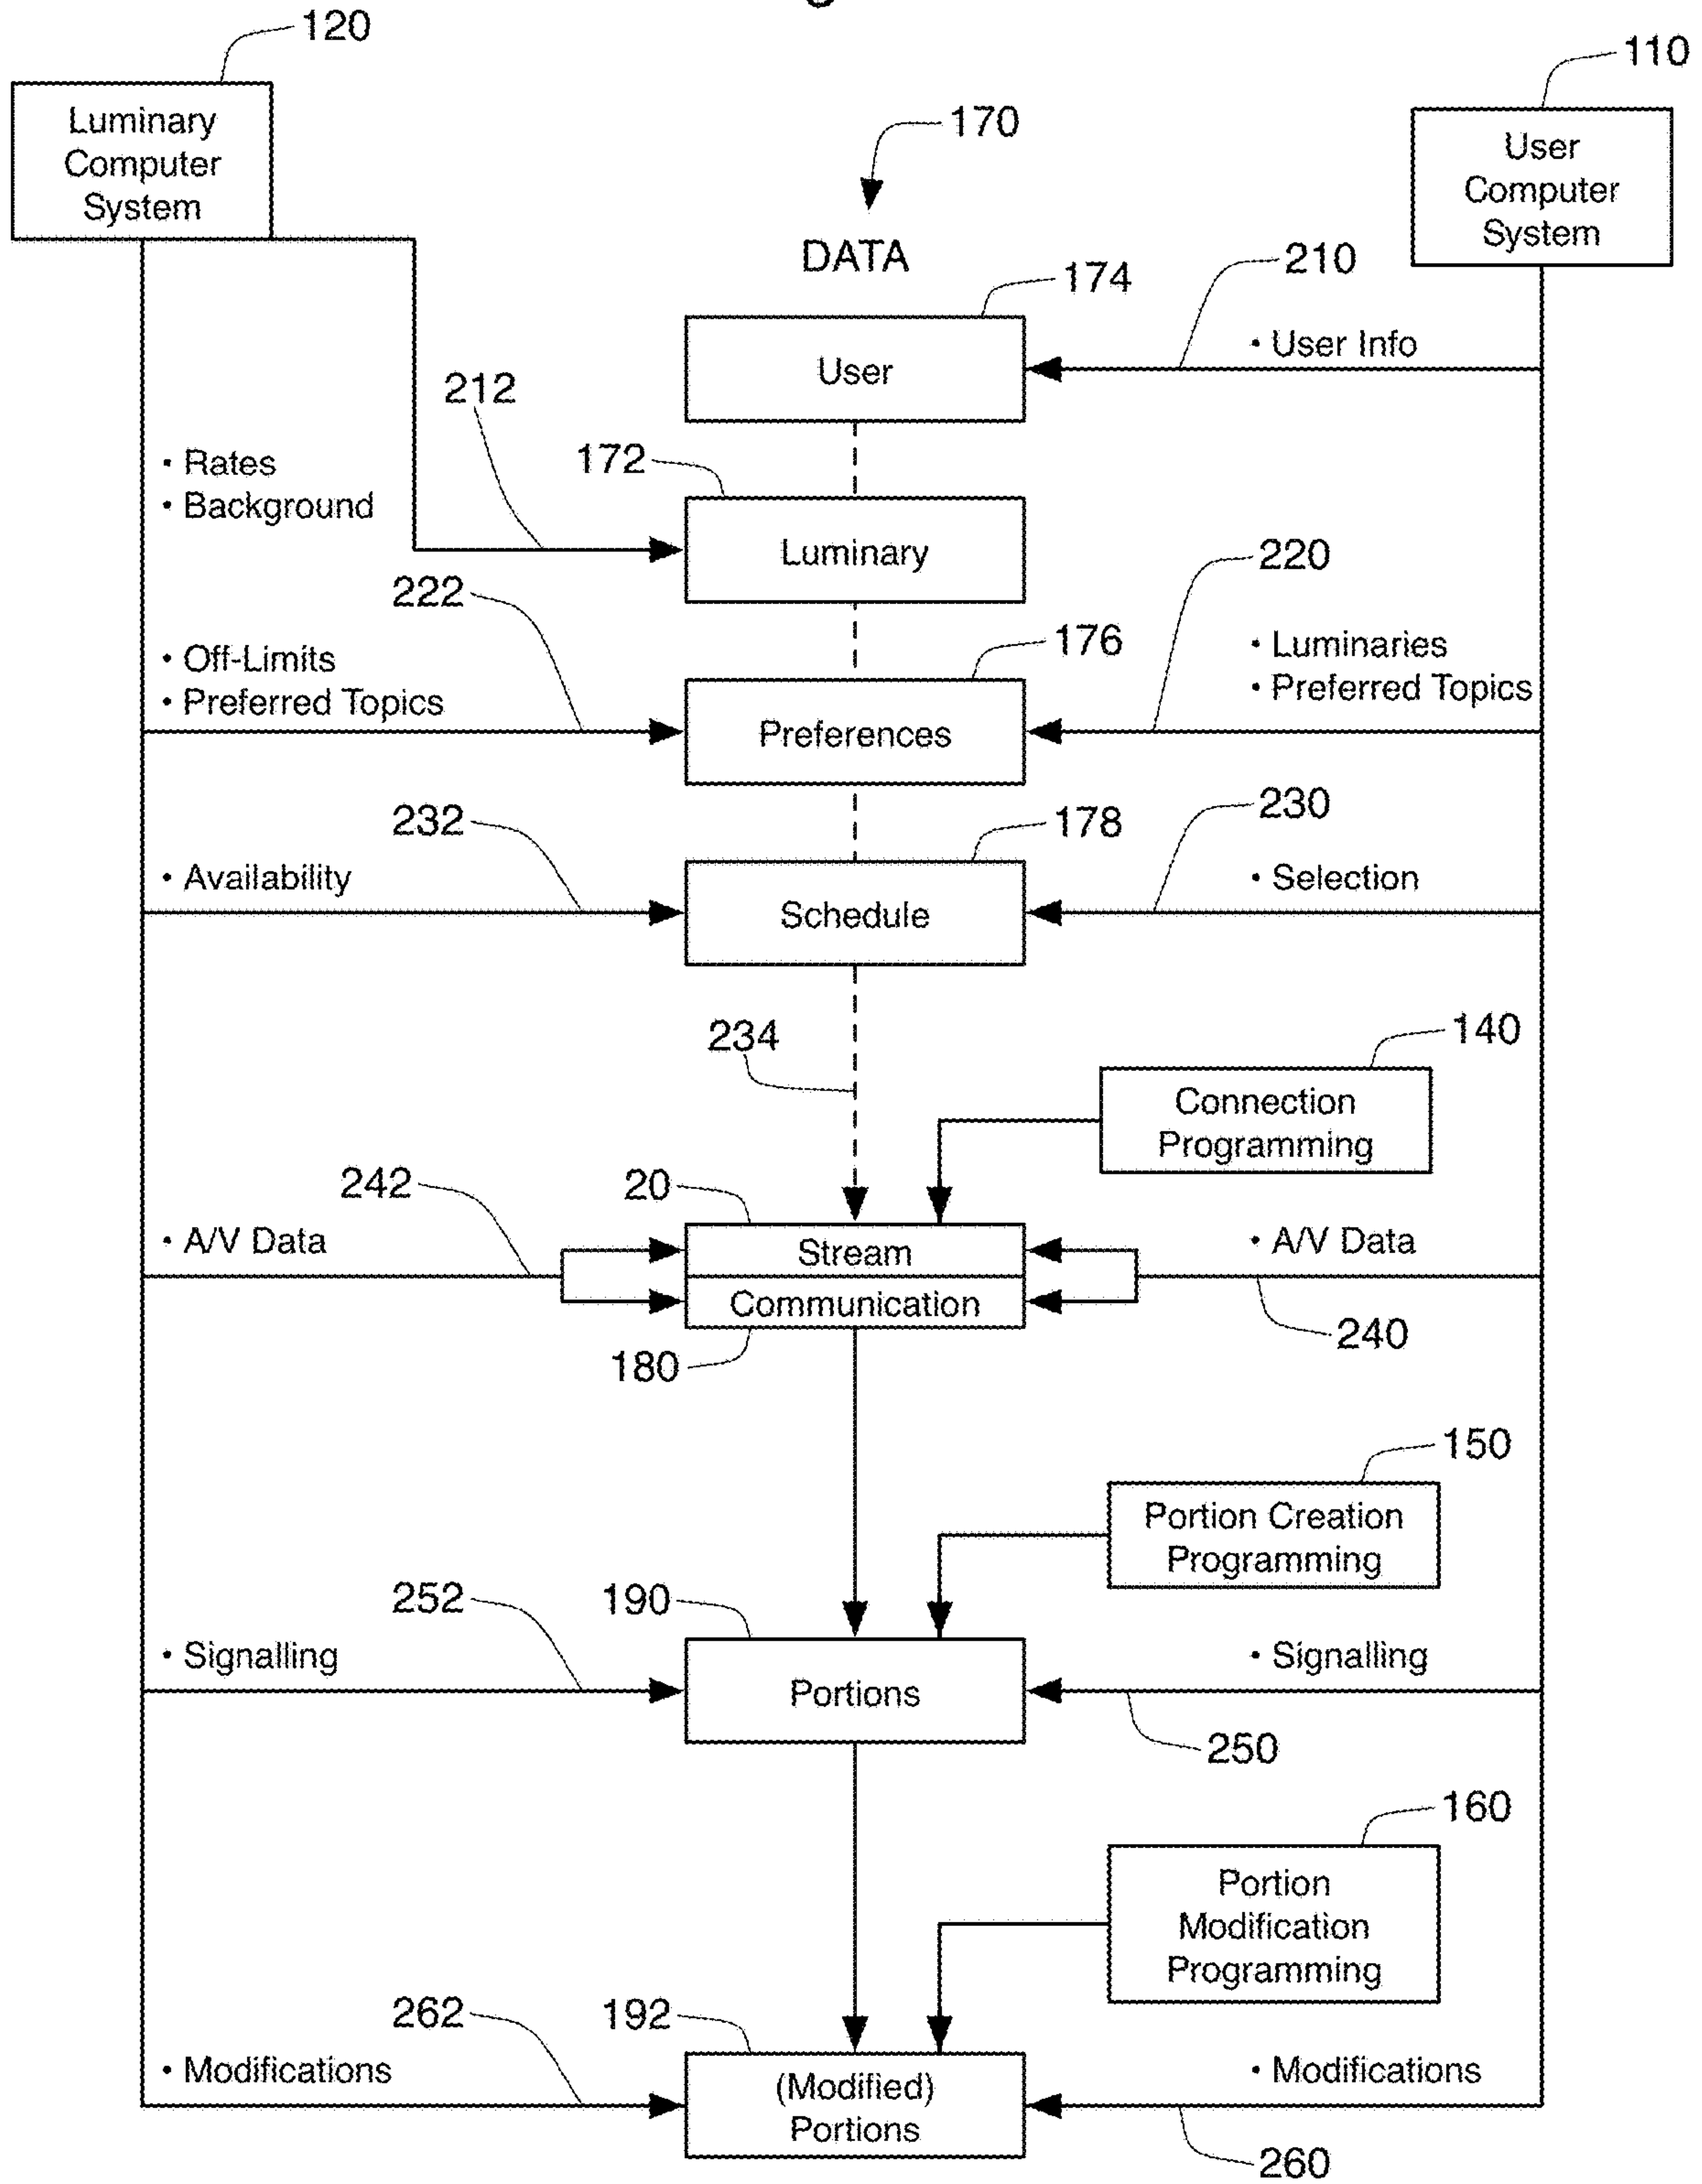 120
110
Luminary
Computer
System
170
User
Computer
System
DATA
210
174
• User Info
User
212
172
• Rates
• Background
Luminary
220
222
176
• Luminaries
• Off-Limits
• Preferred Topics
• Preferred Topics
Preferences
230
232
178
• Availability
• Selection
Schedule
140
234
Connection
Programming
242
20
• A/V Data
• A/V Data
Stream
Communication
240
180
150
Portion Creation
Programming
252
190
• Signalling
• Signalling
Portions
250
160
Portion
Modification
Programming
262
192
• Modifications
• Modifications
(Modified)
Portions
260